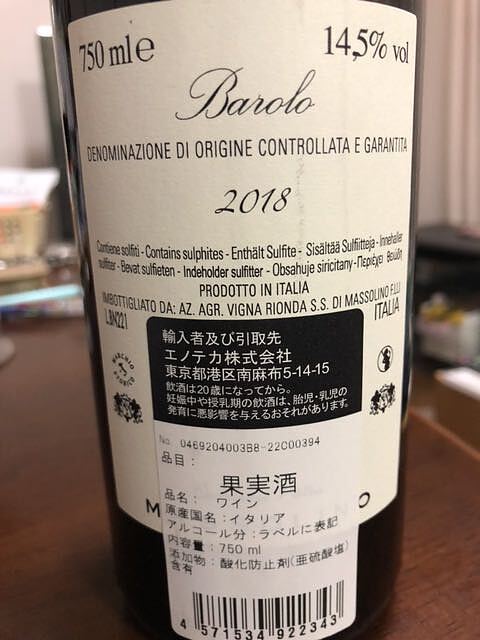 750 ml e
14,5% vol
Barolo
DENOMINAZIONE DI ORIGINE CONTROLLATA E GARANTITA
2018
Contiene solfiti - Contains sulphites - Enthält Sulfite - Sisältää Sulfiitteja - Innehåller
sulfiter - Bevat sulfieten - Indeholder sulfitter - Obsahuje siricitany - Περιέχει θειώδη
PRODOTTO IN ITALIA
IMBOTTIGLIATO DA: AZ. AGR. VIGNA RIONDA S.S. DI MASSOLINO F.LLI
LBN221
ITALIA
輸入者及び引取先
エノテカ株式会社
東京都港区南麻布5-14-15
飲酒は20歳になってから。
妊娠中や授乳期の飲酒は、胎児・乳児の
発育に悪影響を与えるおそれがあります。
No. 0469204003BB-22C00394
品目:
果実酒
品名: ワイン
原産国名:イタリア
アルコール分:ラベルに表記
内容量:750 ml
添加物:酸化防止剤(亜硫酸塩)
含有
M
O
4 571534 922343